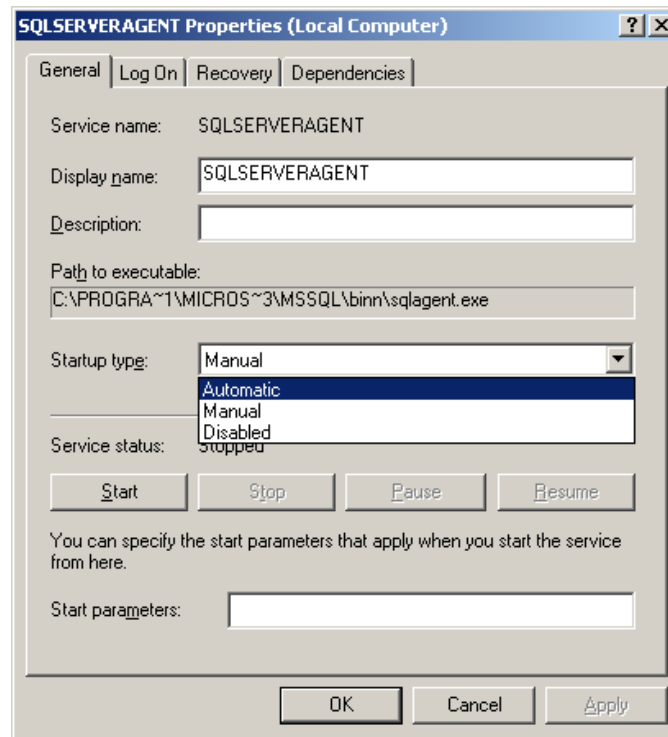 SQLSERVERAGENT Properties (Local Computer)
General Log On Recovery Dependencies
Service name: SQLSERVERAGENT
Display name: SQLSERVERAGENT
Description:
Path to executable:
C:\PROGRA~1\MICROS~3\MSSQL\binn\sqlagent.exe
Startup type: Manual
Automatic
Manual
Disabled
Service status: Stopped
Start Stop Pause Resume
You can specify the start parameters that apply when you start the service
from here.
Start parameters:
OK Cancel Apply